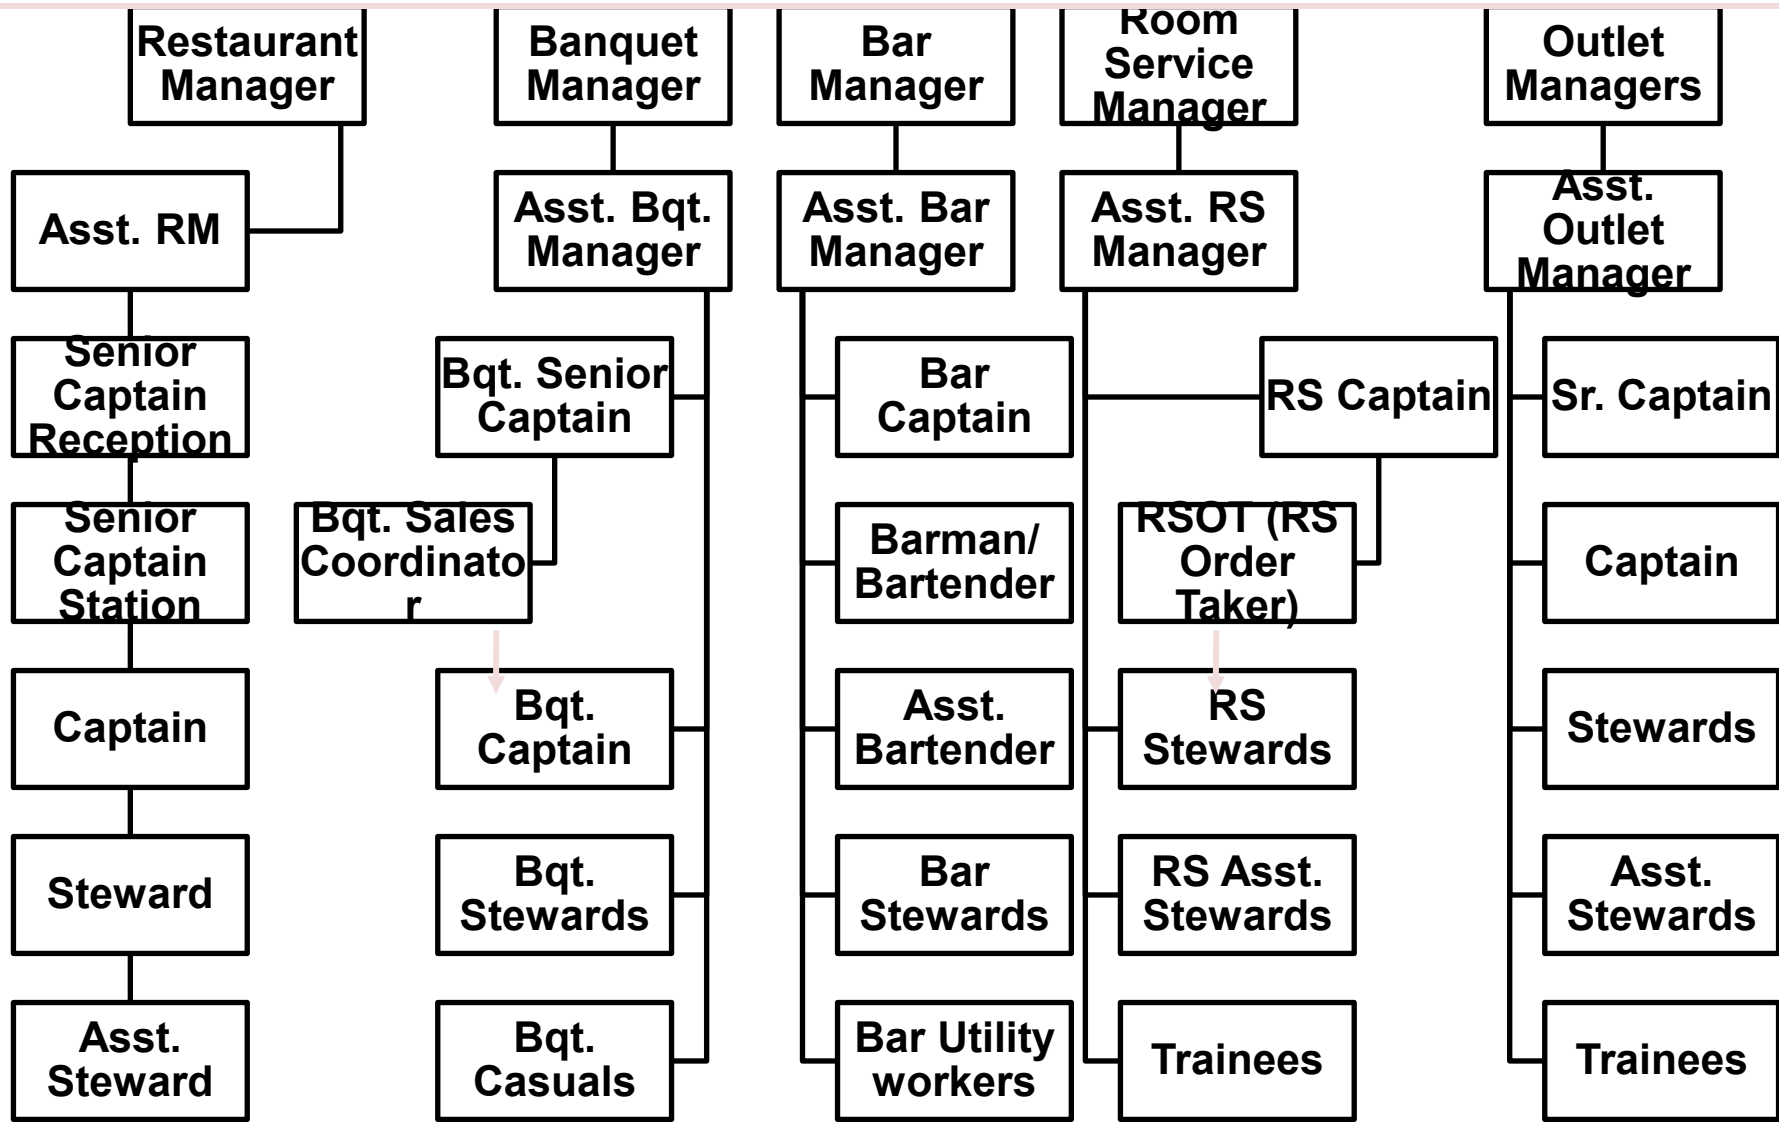 Restaurant
Manager
Banquet
Manager
Bar
Manager
Room
Service
Manager
Outlet
Managers
Asst. RM
Asst. Bqt.
Manager
Asst. Bar
Manager
Asst. RS
Manager
Asst.
Outlet
Manager
Senior
Captain
Reception
Bqt. Senior
Captain
Bar
Captain
RS Captain
Sr. Captain
Senior
Captain
Station
Bqt. Sales
Coordinato
r
Barman/
Bartender
RSOT (RS
Order
Taker)
Captain
Captain
Bqt.
Captain
Asst.
Bartender
RS
Stewards
Stewards
Steward
Bqt.
Stewards
Bar
Stewards
RS Asst.
Stewards
Asst.
Stewards
Asst.
Steward
Bqt.
Casuals
Bar Utility
workers
Trainees
Trainees